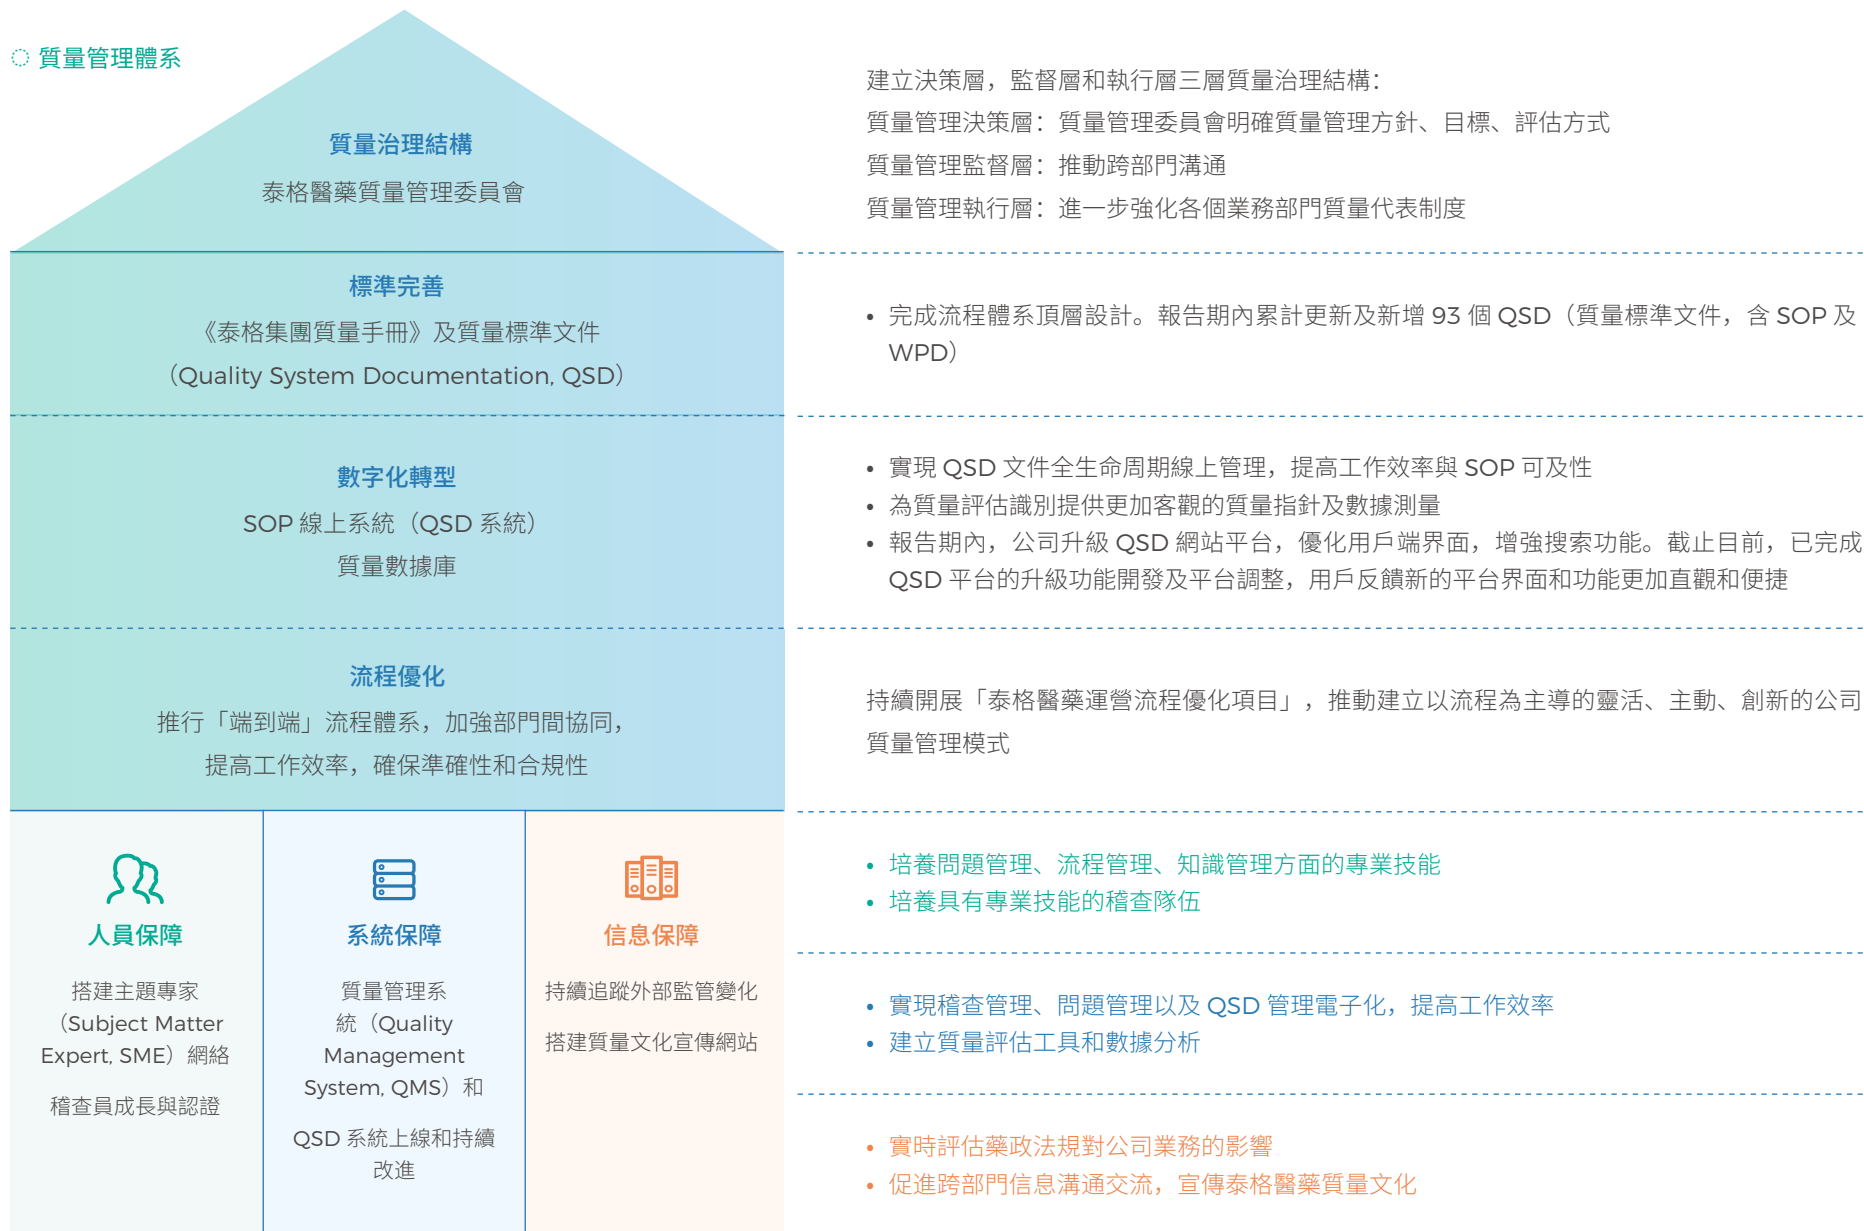 質量管理體系
質量治理結構
泰格醫藥質量管理委員會
建立決策層，監督層和執行層三層質量治理結構：
質量管理決策層：質量管理委員會明確質量管理方針、目標、評估方式
質量管理監督層：推動跨部門溝通
質量管理執行層：進一步強化各個業務部門質量代表制度
標準完善
《泰格集團質量手冊》及質量標準文件
（Quality System Documentation, QSD）
• 完成流程體系頂層設計。報告期內累計更新及新增 93 個 QSD（質量標準文件，含 SOP 及
WPD）
數字化轉型
SOP 線上系統（QSD 系統）
質量數據庫
• 實現 QSD 文件全生命周期線上管理，提高工作效率與 SOP 可及性
• 為質量評估識別提供更加客觀的質量指針及數據測量
• 報告期內，公司升級 QSD 網站平台，優化用戶端界面，增強搜索功能。截止目前，已完成
QSD 平台的升級功能開發及平台調整，用戶反饋新的平台界面和功能更加直觀和便捷
流程優化
推行「端到端」流程體系，加強部門間協同，
提高工作效率，確保準確性和合規性
持續開展「泰格醫藥運營流程優化項目」，推動建立以流程為主導的靈活、主動、創新的公司
質量管理模式
人員保障
搭建主題專家
（Subject Matter
Expert, SME）網絡
稽查員成長與認證
系統保障
質量管理系
統（Quality
Management
System, QMS）和
QSD 系統上線和持續
改進
信息保障
持續追蹤外部監管變化
搭建質量文化宣傳網站
• 培養問題管理、流程管理、知識管理方面的專業技能
• 培養具有專業技能的稽查隊伍
• 實現稽查管理、問題管理以及 QSD 管理電子化，提高工作效率
• 建立質量評估工具和數據分析
• 實時評估藥政法規對公司業務的影響
• 促進跨部門信息溝通交流，宣傳泰格醫藥質量文化